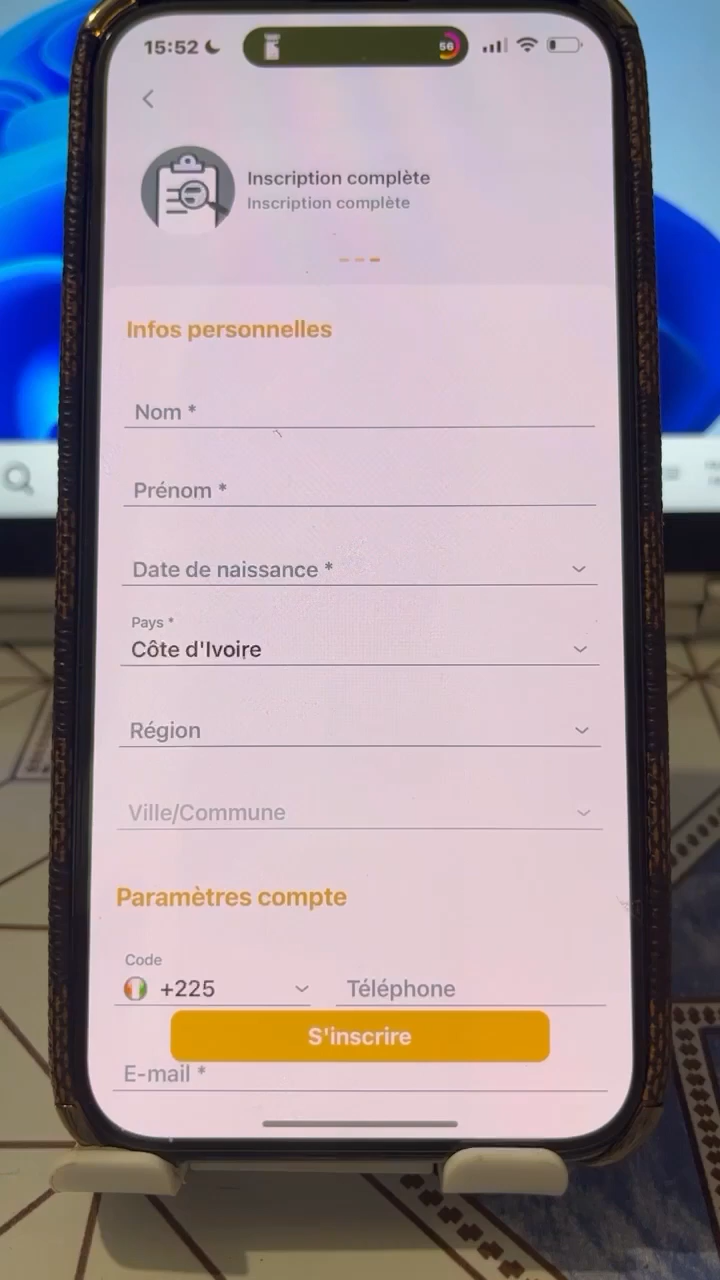 15:52
56
Inscription complète
Inscription complète
Infos personnelles
Nom *
Prénom *
Date de naissance *
Pays *
Côte d'Ivoire
Région
Ville/Commune
Paramètres compte
Code
+225 Téléphone
S'inscrire
E-mail *